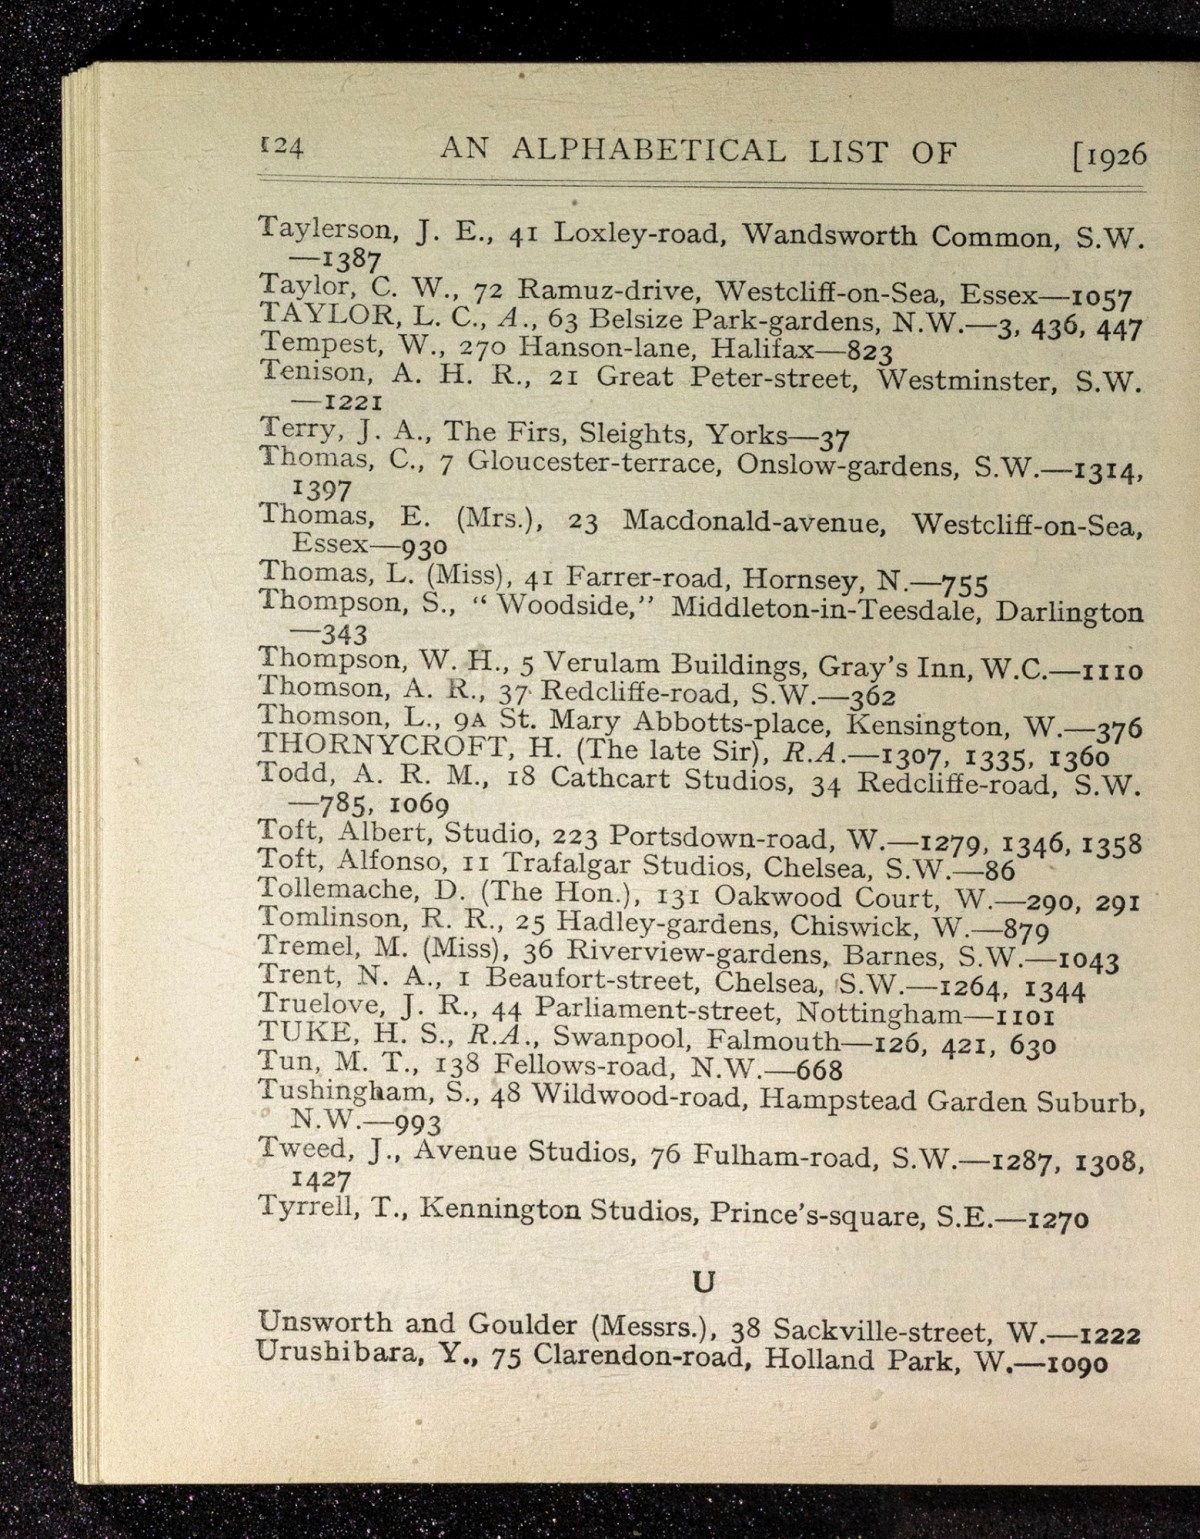 124 AN ALPHABETICAL LIST OF [1926
Taylerson, J. E., 41 Loxley-road, Wandsworth Common, S.W.
—1387
Taylor, C. W., 72 Ramuz-drive, Westcliff-on-Sea, Essex—1057
TAYLOR, L. C., A., 63 Belsize Park-gardens, N.W.—3, 436, 447
Tempest, W., 270 Hanson-lane, Halifax—823
Tenison, A. H. R., 21 Great Peter-street, Westminster, S.W.
—1221
Terry, J. A., The Firs, Sleights, Yorks—37
Thomas, C., 7 Gloucester-terrace, Onslow-gardens, S.W.—1314,
1397
Thomas, E. (Mrs.), 23 Macdonald-avenue, Westcliff-on-Sea,
Essex—930
Thomas, L. (Miss), 41 Farrer-road, Hornsey, N.—755
Thompson, S., “ Woodside,” Middleton-in-Teesdale, Darlington
—343
Thompson, W. H., 5 Verulam Buildings, Gray’s Inn, W.C.—1110
Thomson, A. R., 37 Redcliffe-road, S.W.—362
Thomson, L., 9A St. Mary Abbotts-place, Kensington, W.—376
THORNYCROFT, H. (The late Sir), R.A.—1307, 1335, 1360
Todd, A. R. M., 18 Cathcart Studios, 34 Redcliffe-road, S.W.
—785, 1069
Toft, Albert, Studio, 223 Portsdown-road, W.—1279, 1346, 1358
Toft, Alfonso, 11 Trafalgar Studios, Chelsea, S.W.—86
Tollemache, D. (The Hon.), 131 Oakwood Court, W.—290, 291
Tomlinson, R. R., 25 Hadley-gardens, Chiswick, W.—879
Tremel, M. (Miss), 36 Riverview-gardens, Barnes, S.W.—1043
Trent, N. A., 1 Beaufort-street, Chelsea, S.W.—1264, 1344
Truelove, J. R., 44 Parliament-street, Nottingham—1101
TUKE, H. S., R.A., Swanpool, Falmouth—126, 421, 630
Tun, M. T., 138 Fellows-road, N.W.—668
Tushingham, S., 48 Wildwood-road, Hampstead Garden Suburb,
N.W.—993
Tweed, J., Avenue Studios, 76 Fulham-road, S.W.—1287, 1308,
1427
Tyrrell, T., Kennington Studios, Prince’s-square, S.E.—1270
U
Unsworth and Goulder (Messrs.), 38 Sackville-street, W.—1222
Urushibara, Y., 75 Clarendon-road, Holland Park, W.—1090